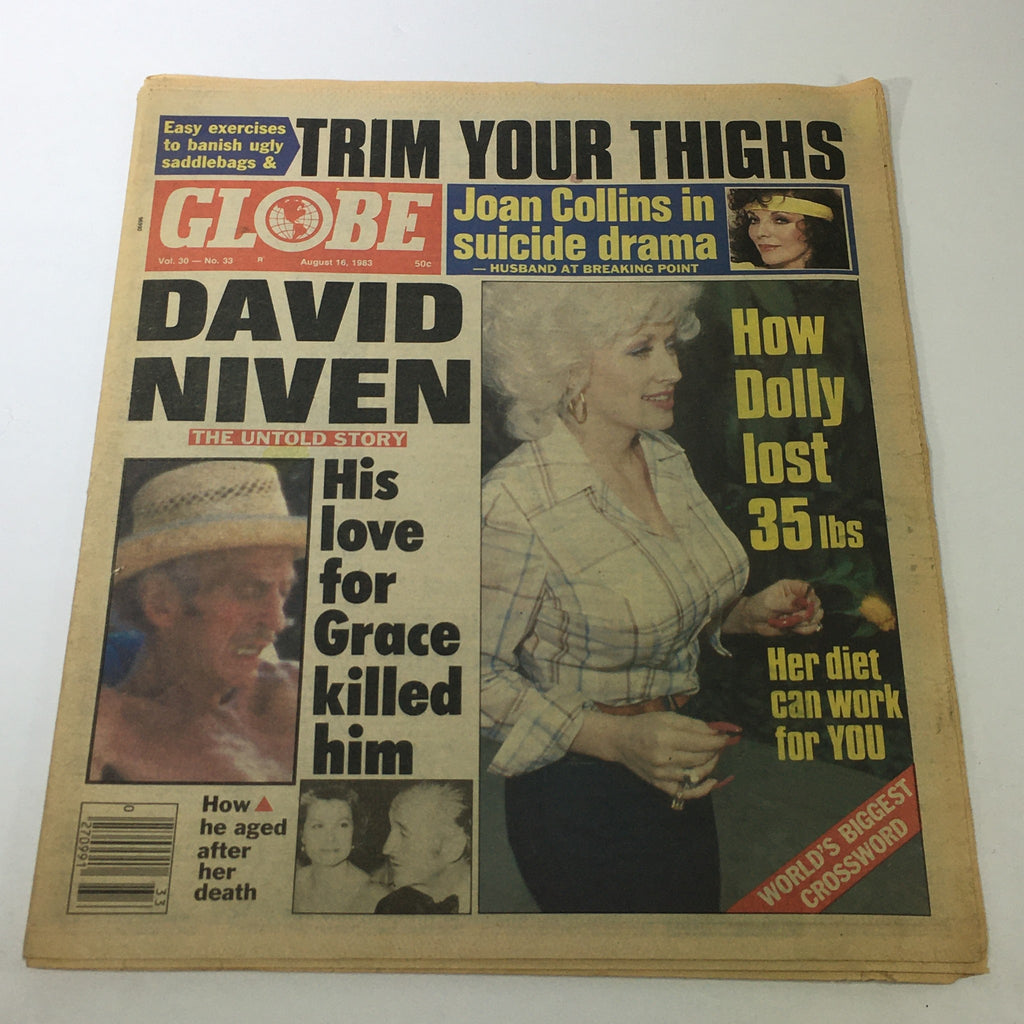 Easy exercises
to banish ugly
saddlebags &
TRIM YOUR THIGHS
GLOBE
Vol. 30 — No. 33 R August 16, 1983 50c
Joan Collins in
suicide drama
— HUSBAND AT BREAKING POINT
DAVID
NIVEN
THE UNTOLD STORY
His
love
for
Grace
killed
him
How
he aged
after
her
death
How
Dolly
lost
35 lbs
Her diet
can work
for YOU
WORLD'S BIGGEST
CROSSWORD
0
270991
33